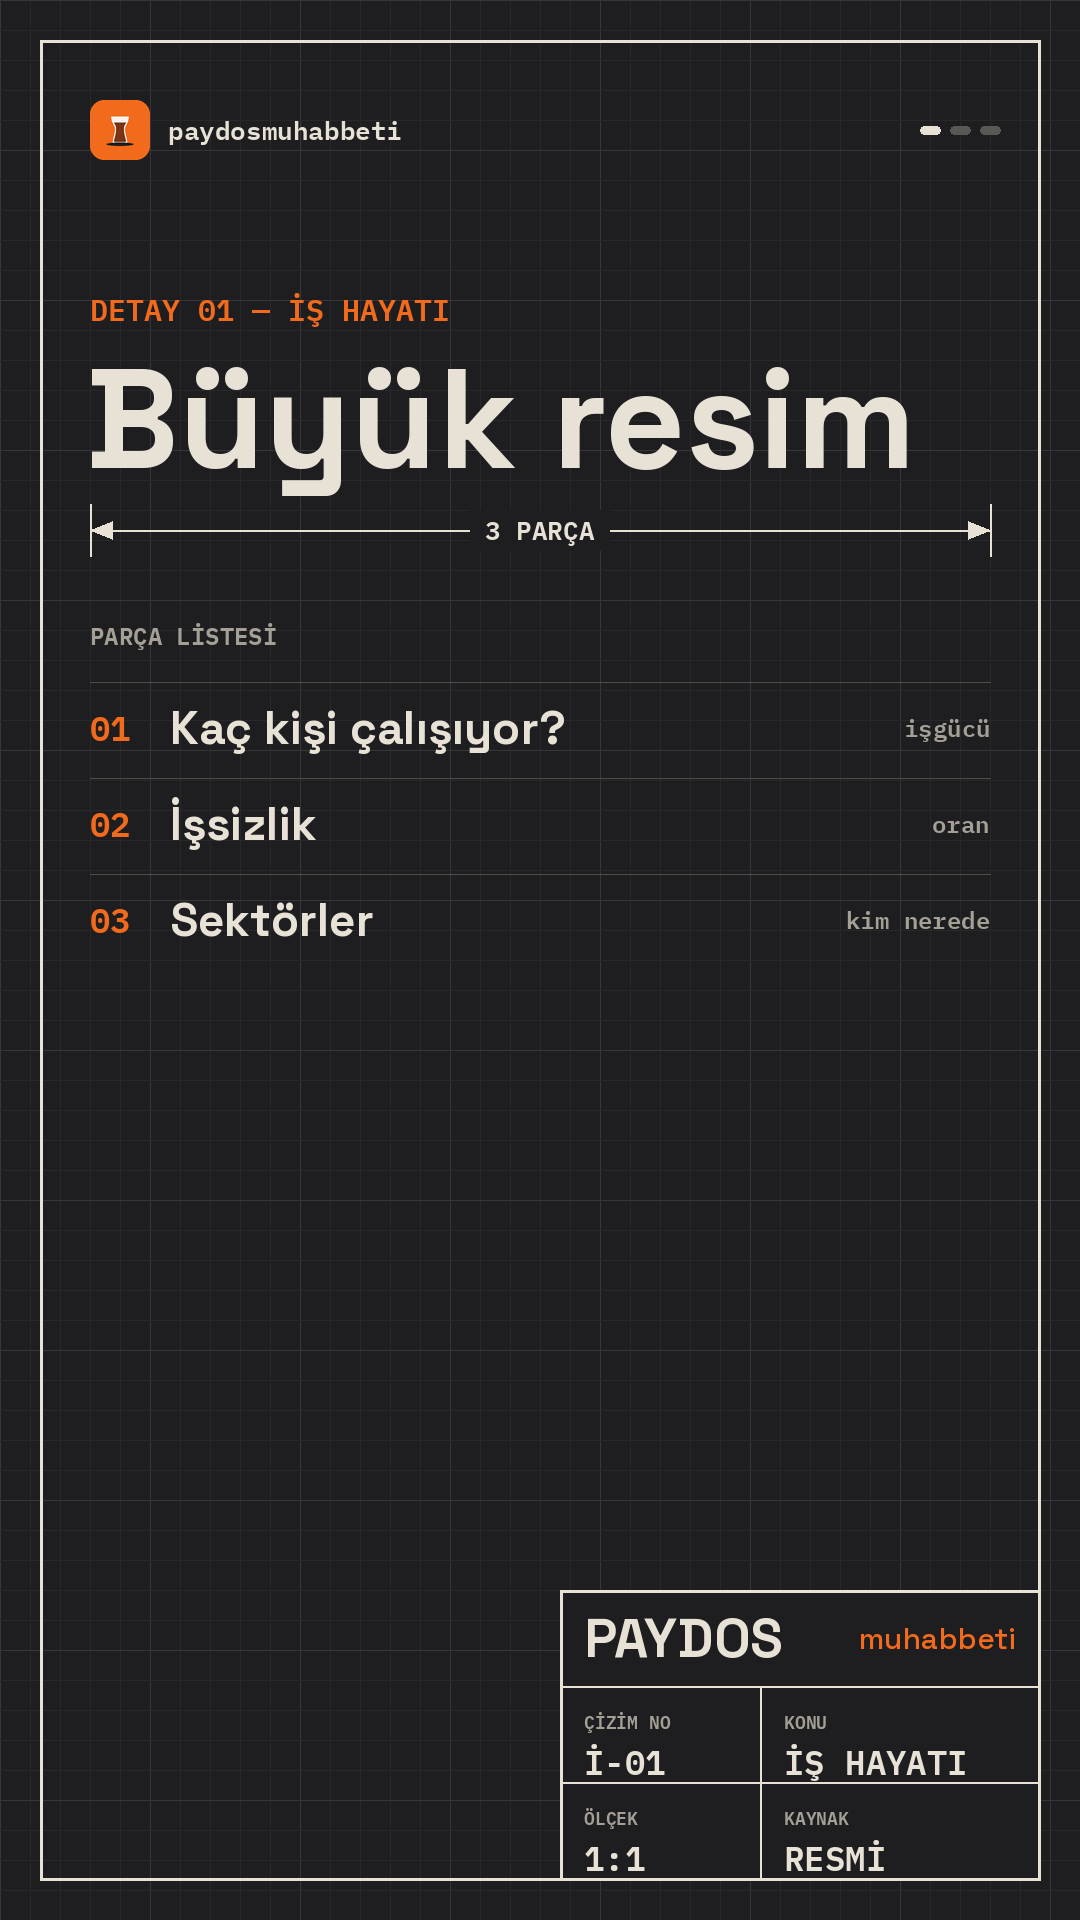 paydosmuhabbeti
DETAY 01 — İŞ HAYATI
Büyük resim
3 PARÇA
PARÇA LİSTESİ
01 Kaç kişi çalışıyor? işgücü
02 İşsizlik oran
03 Sektörler kim nerede
PAYDOS muhabbeti
ÇİZİM NO KONU
İ-01 İŞ HAYATI
ÖLÇEK KAYNAK
1:1 RESMİ